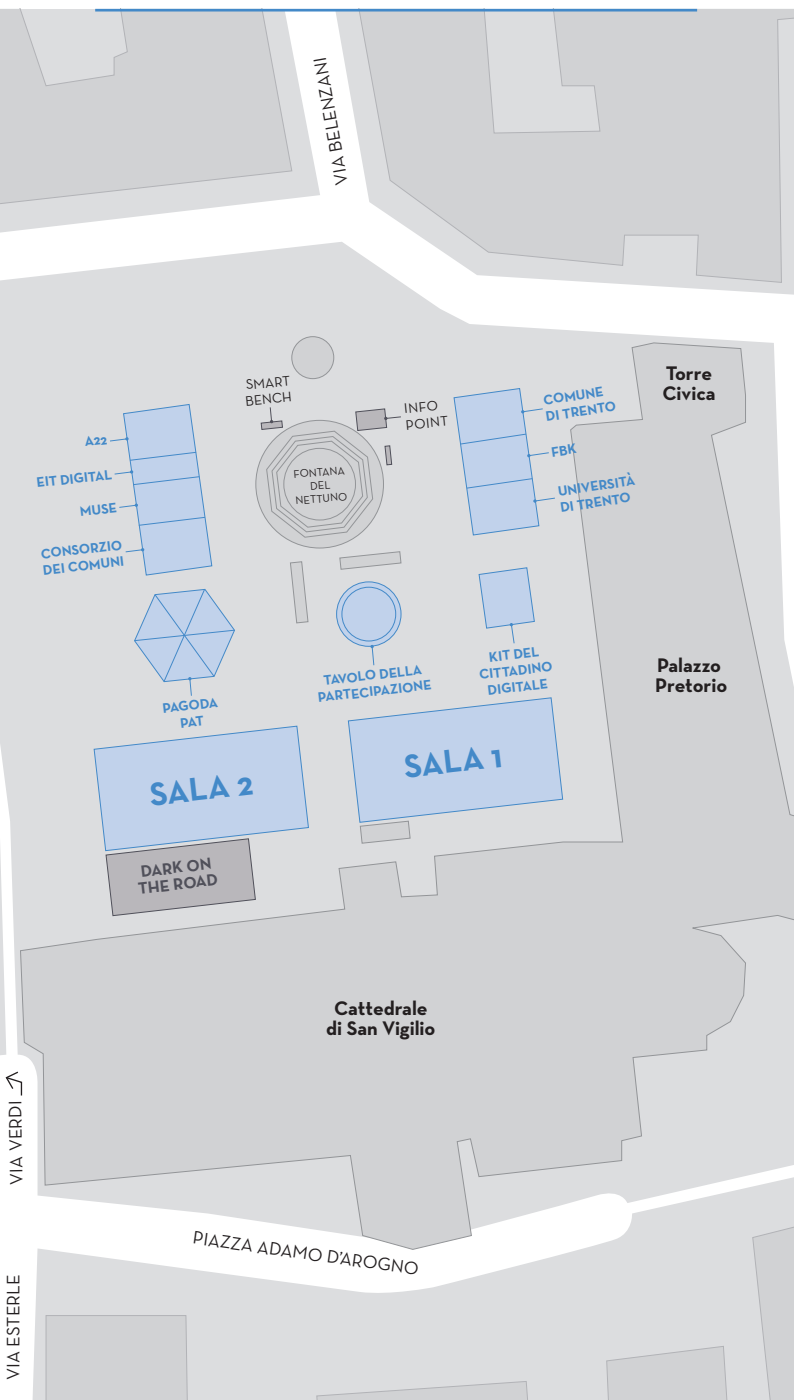 VIA BELENZANI
Torre
Civica
SMART
BENCH
INFO
POINT
COMUNE
DI TRENTO
A22
FBK
EIT DIGITAL
FONTANA
DEL
NETTUNO
MUSE
UNIVERSITÀ
DI TRENTO
CONSORZIO
DEI COMUNI
KIT DEL
CITTADINO
DIGITALE
TAVOLO DELLA
PARTECIPAZIONE
Palazzo
Pretorio
PAGODA
PAT
SALA 1
SALA 2
DARK ON
THE ROAD
Cattedrale
di San Vigilio
VIA VERDI
PIAZZA ADAMO D'AROGNO
VIA ESTERLE